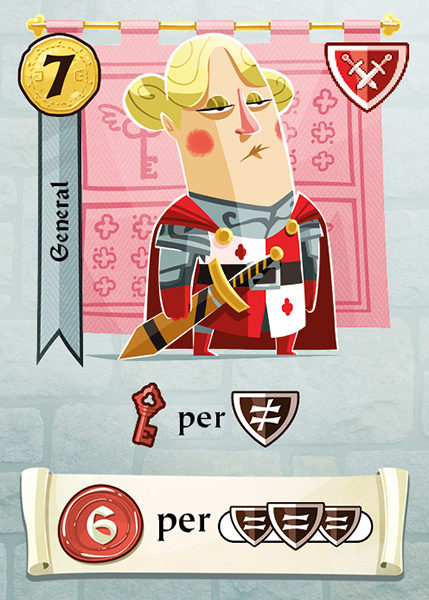 7
General
per ≠
6 per = = =